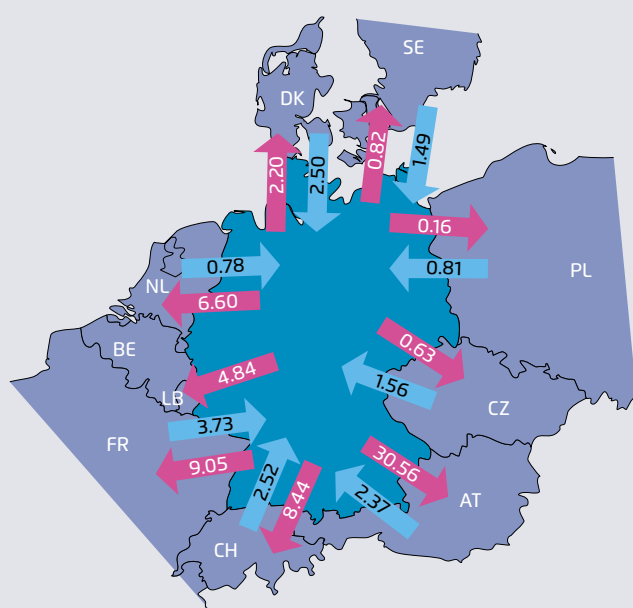 SE
DK
0.82
1.49
2.20
2.50
0.16
0.78
0.81
PL
NL
6.60
0.63
BE
4.84
1.56
LB
CZ
3.73
FR
9.05
30.56
2.52
8.44
2.37
AT
CH